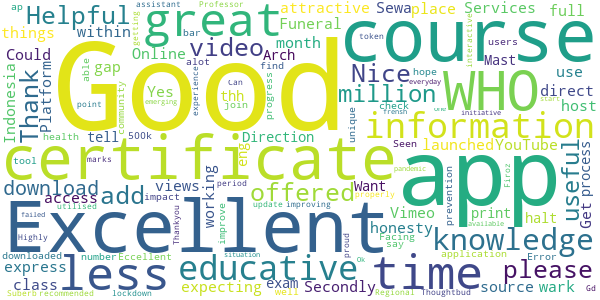 ap
Helpful
things
within
Could
great
assistant
Professor
Online
bar
getting
video
alot
Arch
attractive
Sewa
place
Services
full
Funeral
month
course
interactive
Indonesia
Platforme
Thank
gap
able
community
Yes
thh
join
experience
progress
find
Good
token
Can
hope
Nice
million
check
users
everyday
emerging
WHO
Mast
use
direct
host
start
health
tell
point
500k
Direction
unique
information
frensh
One
initiative
tool
marks
certificate
eng
Seen
launched
YouTube
pandemic
download
add
views
access
impact
period
working
offered
Want
properly
app
Firoz
useful
Get
process
utilised
improve
update
improving
Vimeo
print
halt
prevention
downloaded
number
Eccellent
Excellent
situation
proud
honesty
Facing
say
knowledge
available
application
failed
Highly
Thankyou
express
less
educative
time
Error
please
class
expecting
exam
Secondly
source
wark
Super
recommended
lockdown
well
Ok
Regional
Thoughtbud
Gd